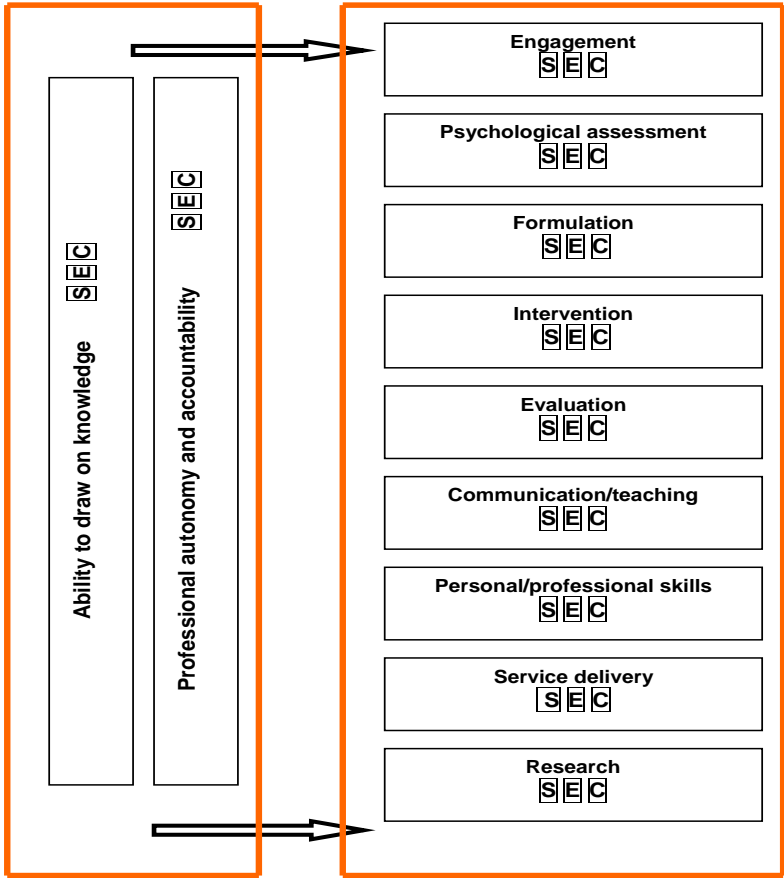 Ability to draw on knowledge S E C
Professional autonomy and accountability S E C
Engagement
S E C
Psychological assessment
S E C
Formulation
S E C
Intervention
S E C
Evaluation
S E C
Communication/teaching
S E C
Personal/professional skills
S E C
Service delivery
S E C
Research
S E C